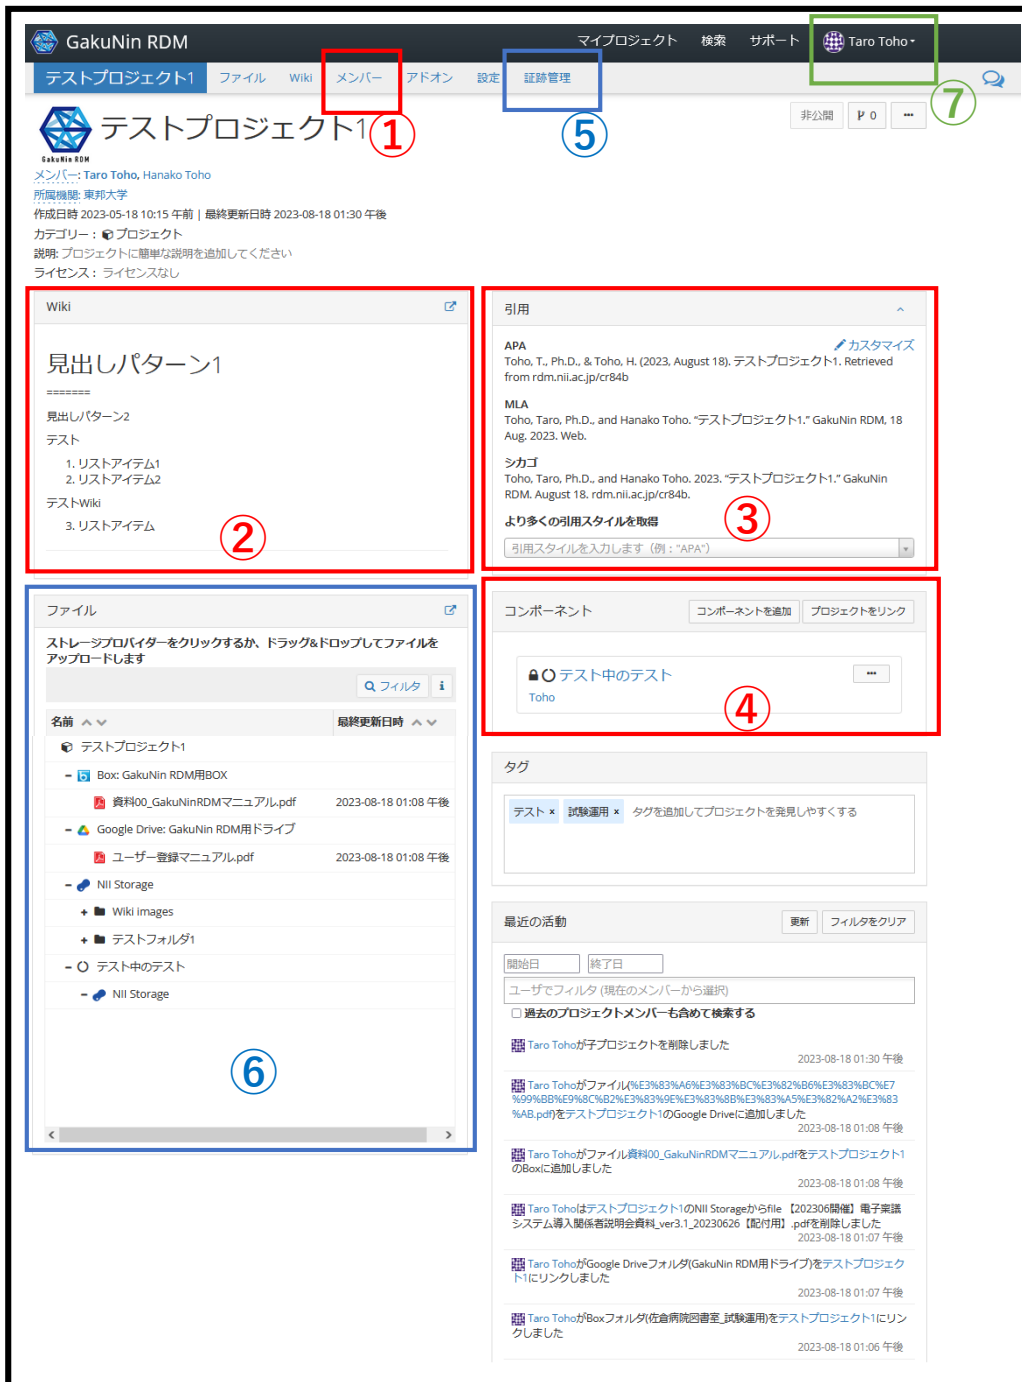 GakuNin RDM
マイプロジェクト 検索 サポート Taro Toho
テストプロジェクト1 ファイル Wiki メンバー アドオン 設定 証跡管理
① ⑤ ⑦
テストプロジェクト1
非公開 0 ...
GakuNin RDM
メンバー: Taro Toho, Hanako Toho
所属機関: 東邦大学
作成日時 2023-05-18 10:15 午前 | 最終更新日時 2023-08-18 01:30 午後
カテゴリー: プロジェクト
説明: プロジェクトに簡単な説明を追加してください
ライセンス: ライセンスなし
Wiki
見出しパターン1
=======
見出しパターン2
テスト
1. リストアイテム1
2. リストアイテム2
テストWiki
3. リストアイテム
②
引用
APA カスタマイズ
Toho, T., Ph.D., & Toho, H. (2023, August 18). テストプロジェクト1. Retrieved
from rdm.nii.ac.jp/cr84b
MLA
Toho, Taro, Ph.D., and Hanako Toho. “テストプロジェクト1.” GakuNin RDM, 18
Aug. 2023. Web.
シカゴ
Toho, Taro, Ph.D., and Hanako Toho. 2023. “テストプロジェクト1.” GakuNin
RDM. August 18. rdm.nii.ac.jp/cr84b.
より多くの引用スタイルを取得
引用スタイルを入力します（例："APA"）
③
ファイル
ストレージプロバイダーをクリックするか、ドラッグ&ドロップしてファイルを
アップロードします
フィルタ i
名前 最終更新日時
テストプロジェクト1
− Box: GakuNin RDM用BOX
資料00_GakuNinRDMマニュアル.pdf 2023-08-18 01:08 午後
− Google Drive: GakuNin RDM用ドライブ
ユーザー登録マニュアル.pdf 2023-08-18 01:08 午後
− NII Storage
+ Wiki images
+ テストフォルダ1
− テスト中のテスト
− NII Storage
⑥
コンポーネント コンポーネントを追加 プロジェクトをリンク
テスト中のテスト ...
Toho
④
タグ
テスト × 試験運用 × タグを追加してプロジェクトを発見しやすくする
最近の活動 更新 フィルタをクリア
開始日 終了日
ユーザでフィルタ (現在のメンバーから選択)
過去のプロジェクトメンバーも含めて検索する
Taro Tohoが子プロジェクトを削除しました
2023-08-18 01:30 午後
Taro Tohoがファイル(%E3%83%A6%E3%83%BC%E3%82%B6%E3%83%BC%E7
%99%BB%E9%8C%B2%E3%83%9E%E3%83%8B%E3%83%A5%E3%82%A2%E3%83
%AB.pdf)をテストプロジェクト1のGoogle Driveに追加しました
2023-08-18 01:08 午後
Taro Tohoがファイル資料00_GakuNinRDMマニュアル.pdfをテストプロジェクト1
のBoxに追加しました
2023-08-18 01:08 午後
Taro Tohoはテストプロジェクト1のNII Storageからfile 【202306開催】電子稟議
システム導入関係者説明会資料_ver3.1_20230626【配付用】.pdfを削除しました
2023-08-18 01:07 午後
Taro TohoがGoogle Driveフォルダ(GakuNin RDM用ドライブ)をテストプロジェク
ト1にリンクしました
2023-08-18 01:07 午後
Taro TohoがBoxフォルダ(佐倉病院図書室_試験運用)をテストプロジェクト1にリン
クしました
2023-08-18 01:06 午後